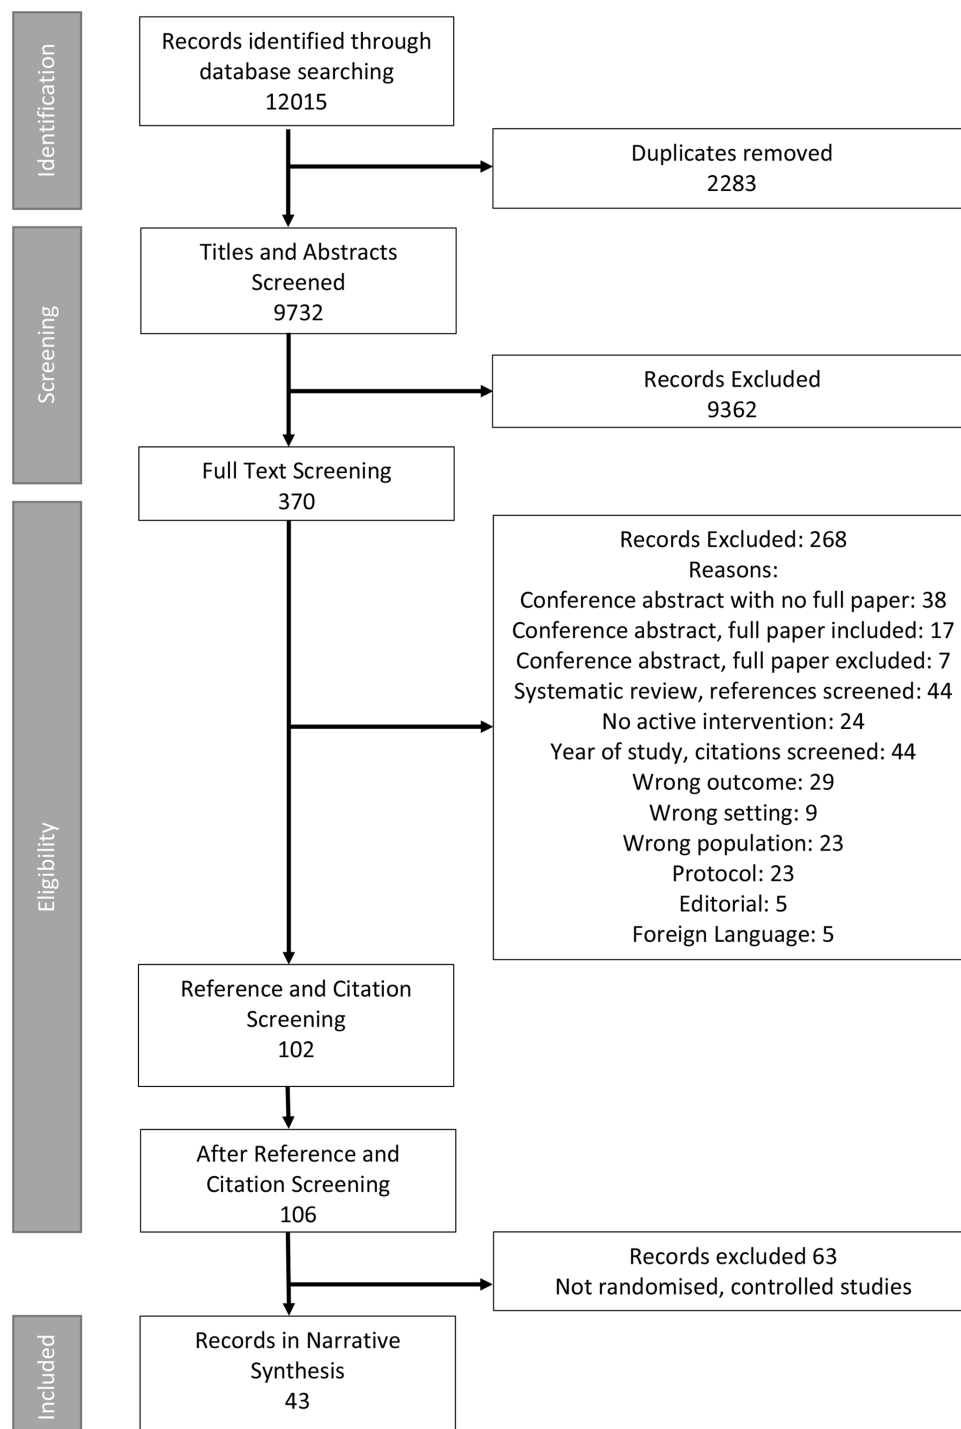 Identification
Records identified through
database searching
12015
Duplicates removed
2283
Screening
Titles and Abstracts
Screened
9732
Records Excluded
9362
Full Text Screening
370
Eligibility
Records Excluded: 268
Reasons:
Conference abstract with no full paper: 38
Conference abstract, full paper included: 17
Conference abstract, full paper excluded: 7
Systematic review, references screened: 44
No active intervention: 24
Year of study, citations screened: 44
Wrong outcome: 29
Wrong setting: 9
Wrong population: 23
Protocol: 23
Editorial: 5
Foreign Language: 5
Reference and Citation
Screening
102
After Reference and
Citation Screening
106
Records excluded 63
Not randomised, controlled studies
Included
Records in Narrative
Synthesis
43